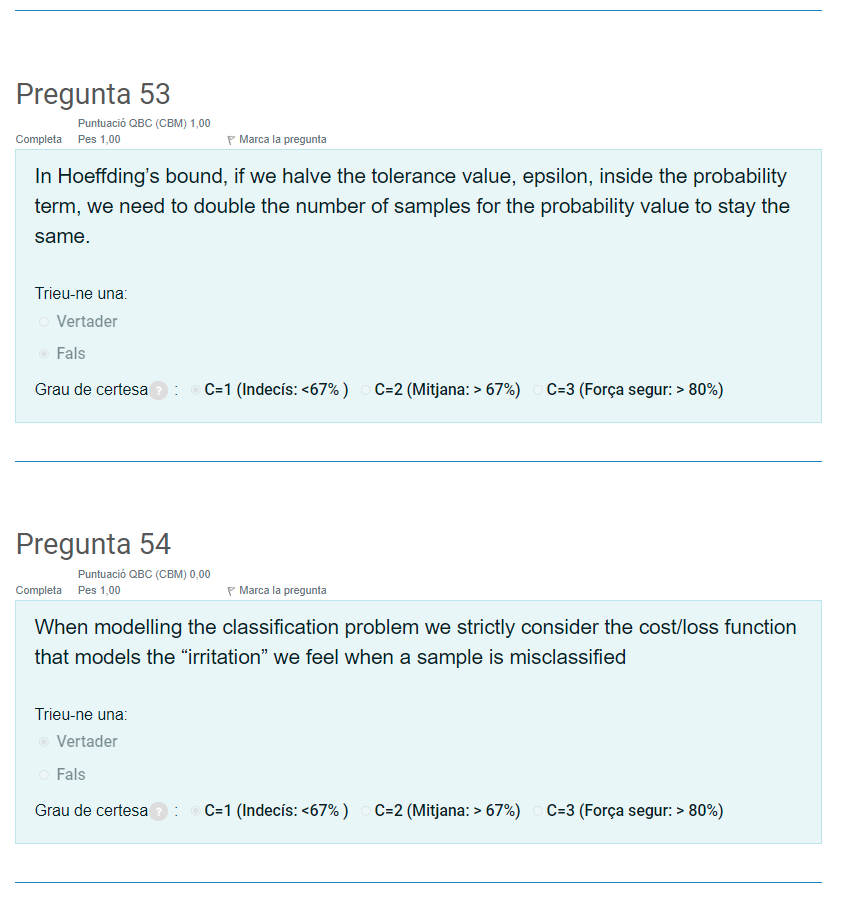 Pregunta 53
Puntuació QBC (CBM) 1,00
Completa Pes 1,00 Marca la pregunta
In Hoeffding’s bound, if we halve the tolerance value, epsilon, inside the probability
term, we need to double the number of samples for the probability value to stay the
same.
Trieu-ne una:
Vertader
Fals
Grau de certesa ? : C=1 (Indecís: <67% ) C=2 (Mitjana: > 67%) C=3 (Força segur: > 80%)
Pregunta 54
Puntuació QBC (CBM) 0,00
Completa Pes 1,00 Marca la pregunta
When modelling the classification problem we strictly consider the cost/loss function
that models the “irritation” we feel when a sample is misclassified
Trieu-ne una:
Vertader
Fals
Grau de certesa ? : C=1 (Indecís: <67% ) C=2 (Mitjana: > 67%) C=3 (Força segur: > 80%)